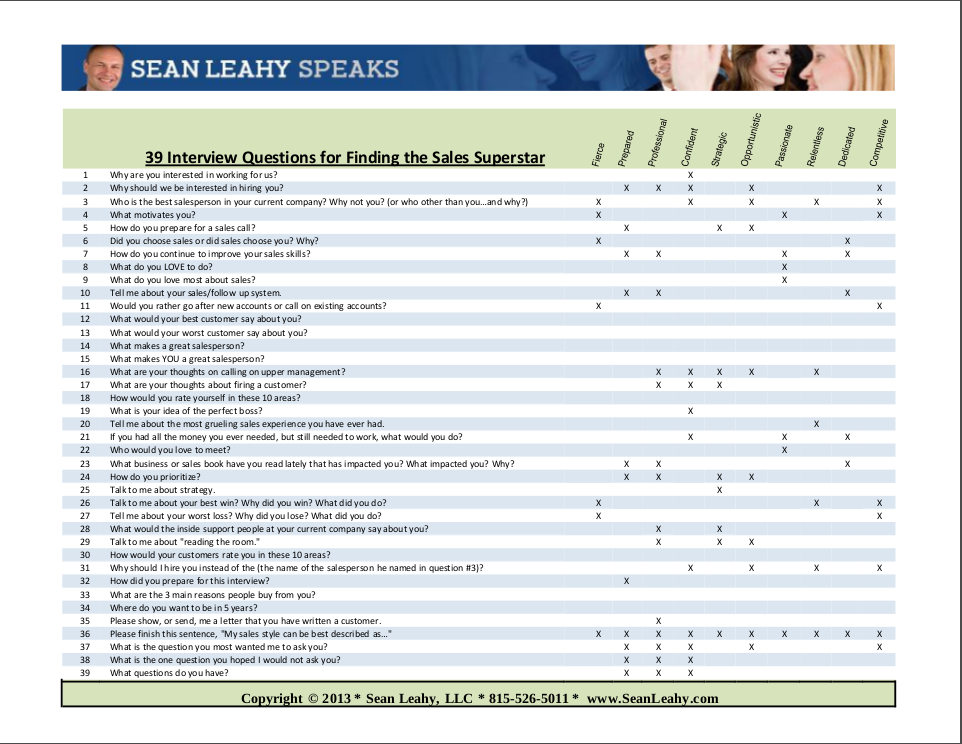 SEAN LEAHY SPEAKS
39 Interview Questions for Finding the Sales Superstar Fierce Prepared Professional Confident Strategic Opportunistic Passionate Relentless Dedicated Competitive
1 Why are you interested in working for us? X
2 Why should we be interested in hiring you? X X X X X
3 Who is the best salesperson in your current company? Why not you? (or who other than you...and why?) X X X X X
4 What motivates you? X X X
5 How do you prepare for a sales call? X X X
6 Did you choose sales or did sales choose you? Why? X X
7 How do you continue to improve your sales skills? X X X X
8 What do you LOVE to do? X
9 What do you love most about sales? X
10 Tell me about your sales/follow up system. X X X
11 Would you rather go after new accounts or call on existing accounts? X X
12 What would your best customer say about you?
13 What would your worst customer say about you?
14 What makes a great salesperson?
15 What makes YOU a great salesperson?
16 What are your thoughts on calling on upper management? X X X X X
17 What are your thoughts about firing a customer? X X X
18 How would you rate yourself in these 10 areas?
19 What is your idea of the perfect boss? X
20 Tell me about the most grueling sales experience you have ever had. X
21 If you had all the money you ever needed, but still needed to work, what would you do? X X X
22 Who would you love to meet? X
23 What business or sales book have you read lately that has impacted you? What impacted you? Why? X X X
24 How do you prioritize? X X X X
25 Talk to me about strategy. X
26 Talk to me about your best win? Why did you win? What did you do? X X X
27 Tell me about your worst loss? Why did you lose? What did you do? X X
28 What would the inside support people at your current company say about you? X X
29 Talk to me about "reading the room." X X X
30 How would your customers rate you in these 10 areas?
31 Why should I hire you instead of the (the name of the salesperson he named in question #3)? X X X X
32 How did you prepare for this interview? X
33 What are the 3 main reasons people buy from you?
34 Where do you want to be in 5 years?
35 Please show, or send, me a letter that you have written a customer. X
36 Please finish this sentence, "My sales style can be best described as..." X X X X X X X X X X
37 What is the question you most wanted me to ask you? X X X X X
38 What is the one question you hoped I would not ask you? X X X
39 What questions do you have? X X X
Copyright © 2013 * Sean Leahy, LLC * 815-526-5011 * www.SeanLeahy.com